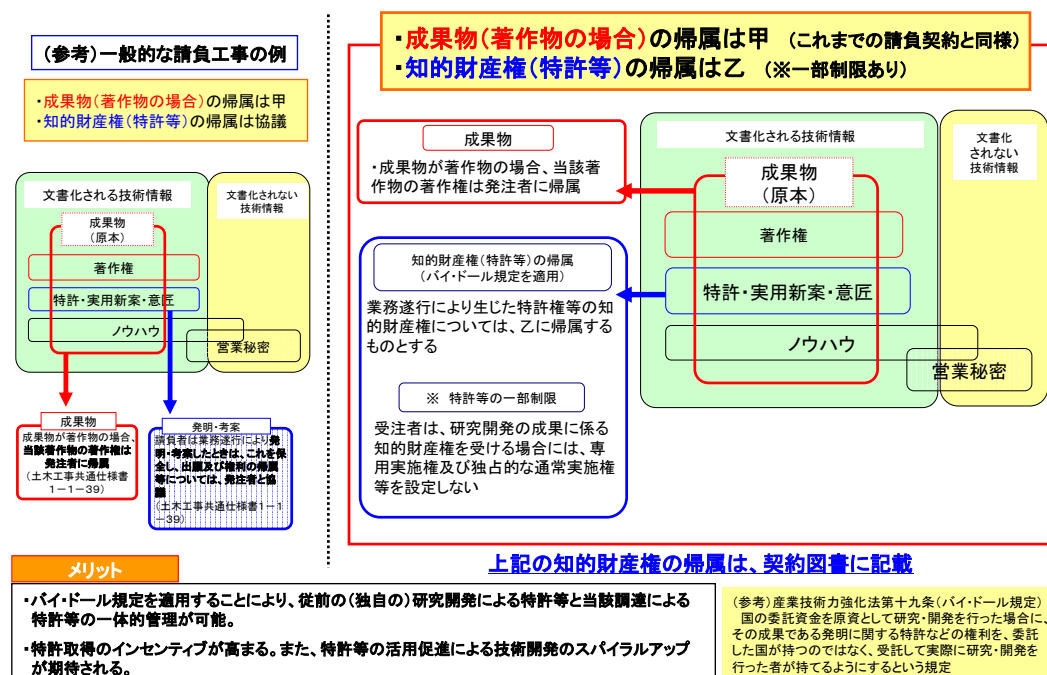 (参考)一般的な請負工事の例
・成果物(著作物の場合)の帰属は甲
・知的財産権(特許等)の帰属は協議
文書化される技術情報
文書化されない
技術情報
成果物
(原本)
著作権
特許・実用新案・意匠
ノウハウ
営業秘密
成果物
成果物が著作物の場合、
当該著作物の著作権は
発注者に帰属
(土木工事共通仕様書
1－1－39)
発明・考案
請負者は業務遂行により発
明・考案したときは、これを保
全し、出願及び権利の帰属
等については、発注者と協
議
(土木工事共通仕様書1－1
－39)
・成果物(著作物の場合)の帰属は甲 (これまでの請負契約と同様)
・知的財産権(特許等)の帰属は乙 (※一部制限あり)
成果物
・成果物が著作物の場合、当該著
作物の著作権は発注者に帰属
知的財産権(特許等)の帰属
(バイ・ドール規定を適用)
業務遂行により生じた特許権等の知
的財産権については、乙に帰属する
ものとする
※ 特許等の一部制限
受注者は、研究開発の成果に係る
知的財産権を受ける場合には、専
用実施権及び独占的な通常実施権
等を設定しない
文書化される技術情報
文書化
されない
技術情報
成果物
(原本)
著作権
特許・実用新案・意匠
ノウハウ
営業秘密
上記の知的財産権の帰属は、契約図書に記載
メリット
・バイ・ドール規定を適用することにより、従前の(独自の)研究開発による特許等と当該調達による
特許等の一体的管理が可能。
・特許取得のインセンティブが高まる。また、特許等の活用促進による技術開発のスパイラルアップ
が期待される。
(参考)産業技術力強化法第十九条(バイ・ドール規定)
国の委託資金を原資として研究・開発を行った場合に、
その成果である発明に関する特許などの権利を、委託
した国が持つのではなく、受託して実際に研究・開発を
行った者が持てるようにするという規定